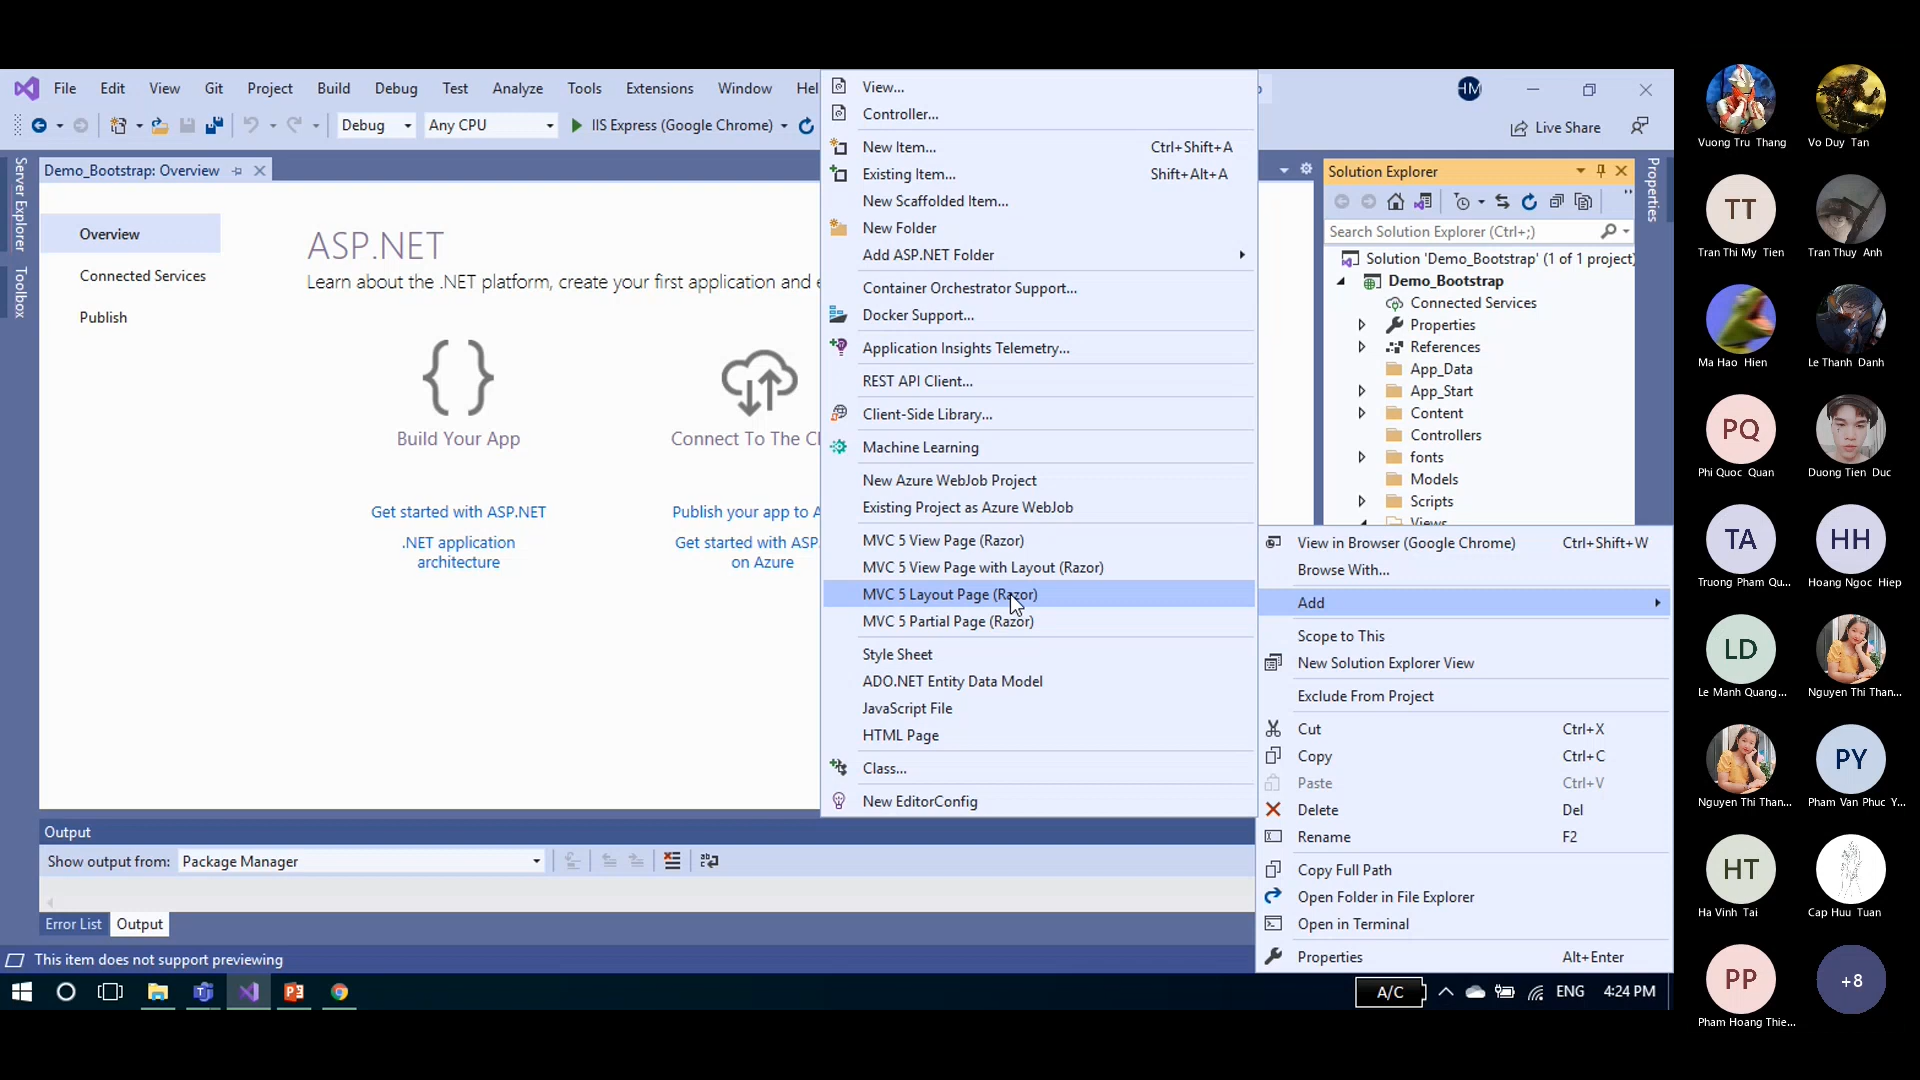 File Edit View Git Project Build Debug Test Analyze Tools Extensions Window Hel
HM
Debug Any CPU IIS Express (Google Chrome)
Live Share
Server Explorer
Toolbox
Demo_Bootstrap: Overview
Overview
Connected Services
Publish
ASP.NET
Learn about the .NET platform, create your first application and e
Build Your App
Get started with ASP.NET
.NET application
architecture
Connect To The Cl
Publish your app to A
Get started with ASP.
on Azure
View...
Controller...
New Item... Ctrl+Shift+A
Existing Item... Shift+Alt+A
New Scaffolded Item...
New Folder
Add ASP.NET Folder
Container Orchestrator Support...
Docker Support...
Application Insights Telemetry...
REST API Client...
Client-Side Library...
Machine Learning
New Azure WebJob Project
Existing Project as Azure WebJob
MVC 5 View Page (Razor)
MVC 5 View Page with Layout (Razor)
MVC 5 Layout Page (Razor)
MVC 5 Partial Page (Razor)
Style Sheet
ADO.NET Entity Data Model
JavaScript File
HTML Page
Class...
New EditorConfig
Solution Explorer
Properties
Search Solution Explorer (Ctrl+;)
Solution 'Demo_Bootstrap' (1 of 1 project)
Demo_Bootstrap
Connected Services
Properties
References
App_Data
App_Start
Content
Controllers
fonts
Models
Scripts
Views
View in Browser (Google Chrome) Ctrl+Shift+W
Browse With...
Add
Scope to This
New Solution Explorer View
Exclude From Project
Cut Ctrl+X
Copy Ctrl+C
Paste Ctrl+V
Delete Del
Rename F2
Copy Full Path
Open Folder in File Explorer
Open in Terminal
Properties Alt+Enter
Output
Show output from: Package Manager
Error List Output
This item does not support previewing
A/C ENG 4:24 PM
Vuong Tru Thang Vo Duy Tan
TT
Tran Thi My Tien Tran Thuy Anh
Ma Hao Hien Le Thanh Danh
PQ
Phi Quoc Quan Duong Tien Duc
TA HH
Truong Pham Qu... Hoang Ngoc Hiep
LD
Le Manh Quang... Nguyen Thi Than...
PY
Nguyen Thi Than... Pham Van Phuc Y...
HT
Ha Vinh Tai Cap Huu Tuan
PP +8
Pham Hoang Thie...